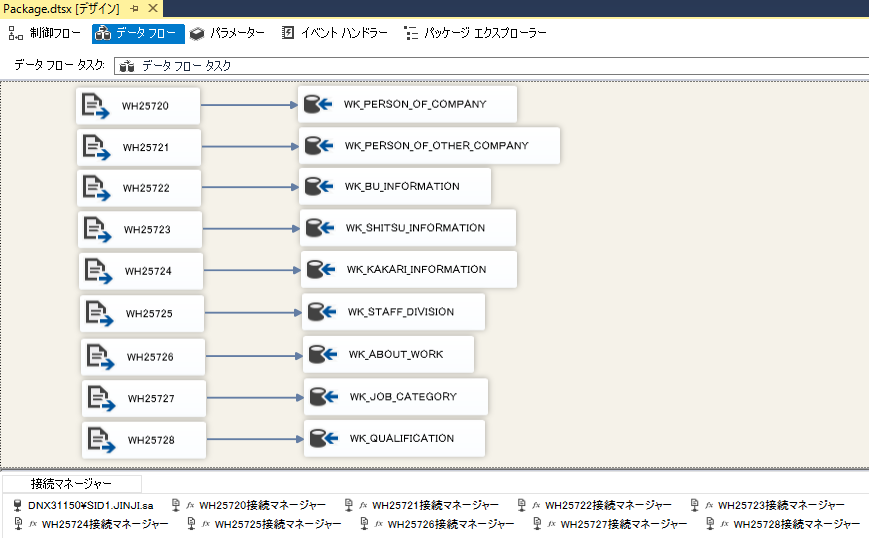 Package.dtsx [デザイン]
制御フロー データ フロー パラメーター イベント ハンドラー パッケージ エクスプローラー
データ フロー タスク: データ フロー タスク
WH25720 WK_PERSON_OF_COMPANY
WH25721 WK_PERSON_OF_OTHER_COMPANY
WH25722 WK_BU_INFORMATION
WH25723 WK_SHITSU_INFORMATION
WH25724 WK_KAKARI_INFORMATION
WH25725 WK_STAFF_DIVISION
WH25726 WK_ABOUT_WORK
WH25727 WK_JOB_CATEGORY
WH25728 WK_QUALIFICATION
接続マネージャー
DNX31150¥SID1.JINJI.sa fx WH25720接続マネージャー fx WH25721接続マネージャー fx WH25722接続マネージャー fx WH25723接続マネージャー
fx WH25724接続マネージャー fx WH25725接続マネージャー fx WH25726接続マネージャー fx WH25727接続マネージャー fx WH25728接続マネージャー